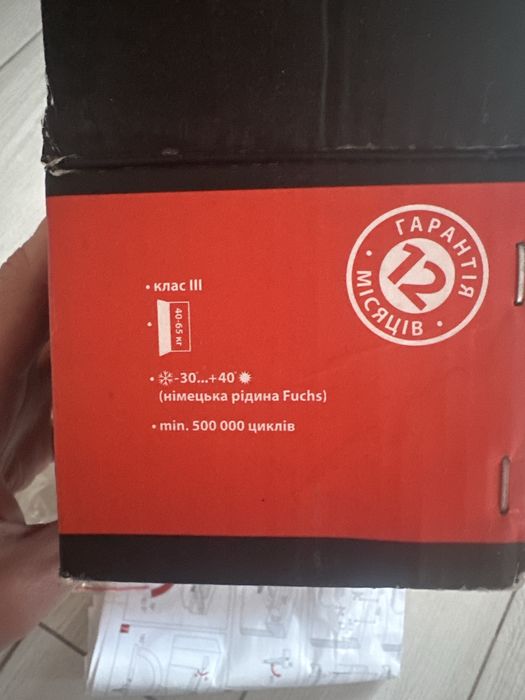 ГАРАНТІЯ
12
МІСЯЦІВ
• клас III
• 40-65 кг
• -30°...+40°
(німецька рідина Fuchs)
• min. 500 000 циклів